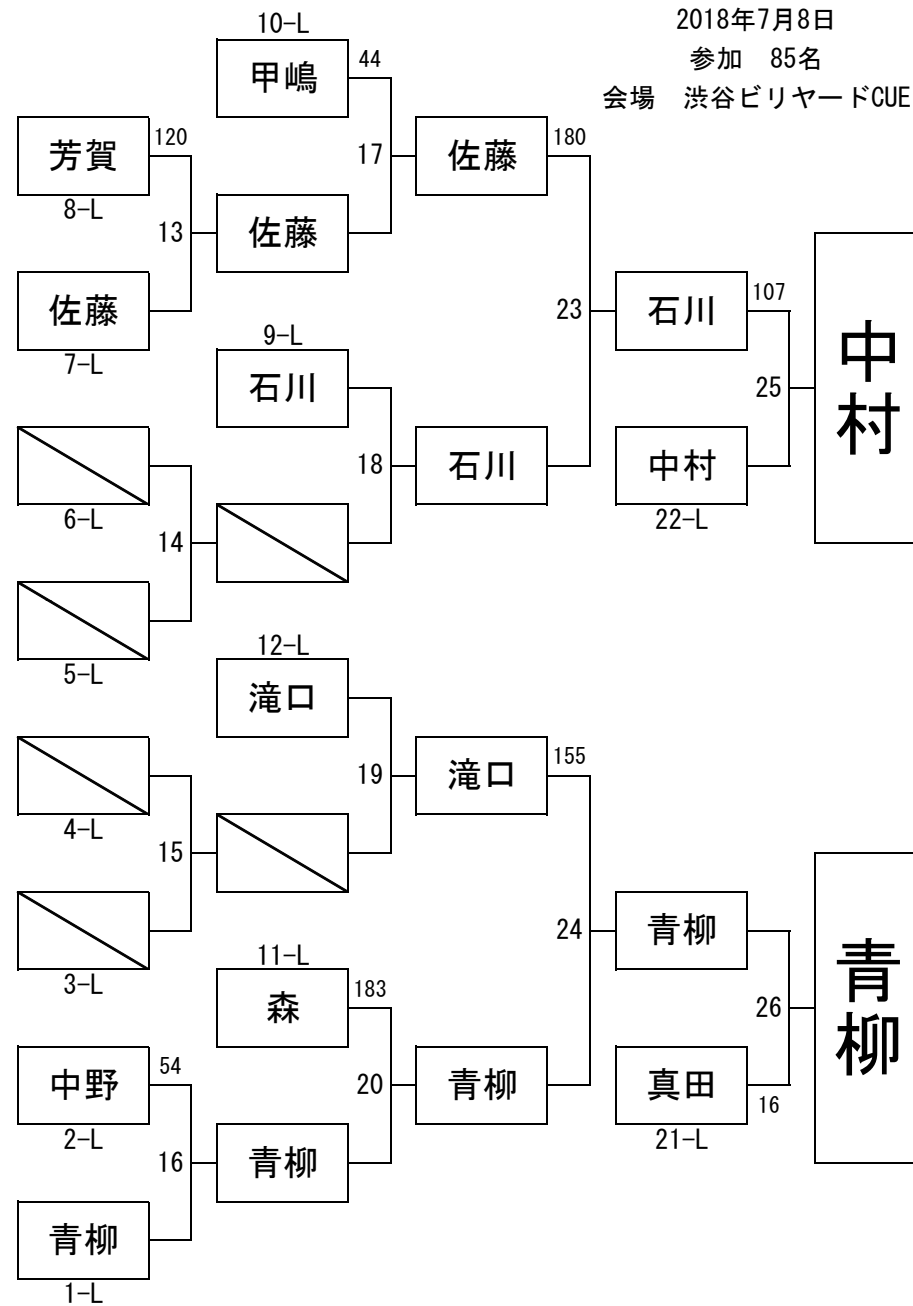 2018年7月8日
参加　85名
会場　渋谷ビリヤードCUE
10-L
甲嶋
44
芳賀
120
8-L
17
佐藤
180
13
佐藤
佐藤
7-L
23
石川
107
9-L
石川
中村
25
18
石川
中村
22-L
6-L
14
5-L
12-L
滝口
19
滝口
155
4-L
15
24
青柳
3-L
11-L
森
183
青柳
26
中野
54
2-L
20
青柳
真田
16
21-L
16
青柳
青柳
1-L